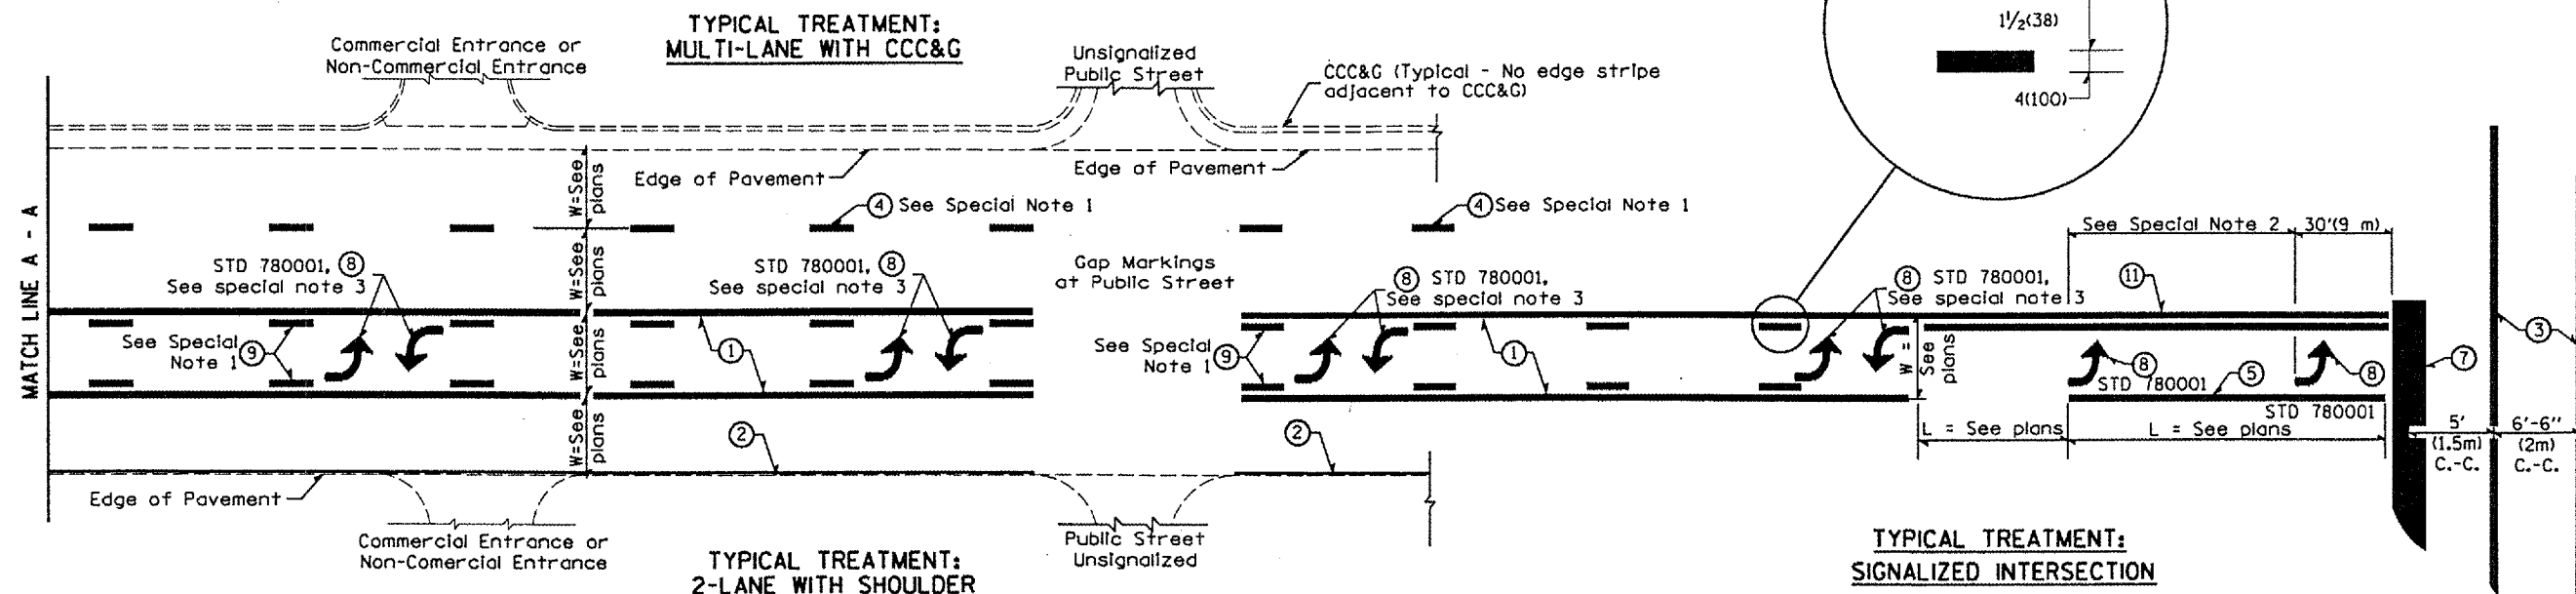 TYPICAL TREATMENT:
MULTI-LANE WITH CCC&G
Commercial Entrance or
Non-Commercial Entrance
Unsignalized
Public Street
CCC&G (Typical - No edge stripe
adjacent to CCC&G)
1½(38)
4(100)
MATCH LINE A - A
W=See
plans
Edge of Pavement
Edge of Pavement
4 See Special Note 1
4 See Special Note 1
See Special Note 2
30'(9 m)
W=See
plans
STD 780001, 8
See special note 3
STD 780001, 8
See special note 3
Gap Markings
at Public Street
8 STD 780001,
See special note 3
8 STD 780001,
See special note 3
11
3
See Special
Note 1
9
W=See
plans
1
See Special
Note 1
9
1
W =
See
plans
8
STD 780001
5
8
7
STD 780001
W=See
plans
2
2
L = See plans
L = See plans
5'
(1.5m)
C.-C.
6'-6"
(2m)
C.-C.
Edge of Pavement
Commercial Entrance or
Non-Comercial Entrance
Public Street
Unsignalized
TYPICAL TREATMENT:
2-LANE WITH SHOULDER
TYPICAL TREATMENT:
SIGNALIZED INTERSECTION